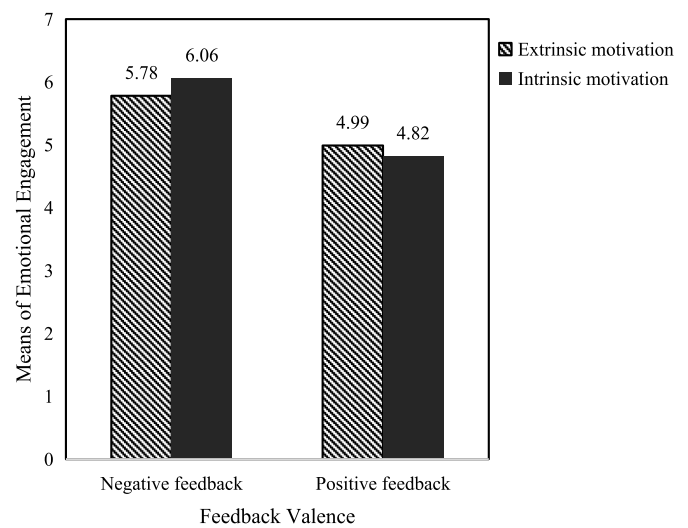 7
6
5
4
3
2
1
0
Means of Emotional Engagement
5.78
6.06
4.99
4.82
Extrinsic motivation
Intrinsic motivation
Negative feedback
Positive feedback
Feedback Valence